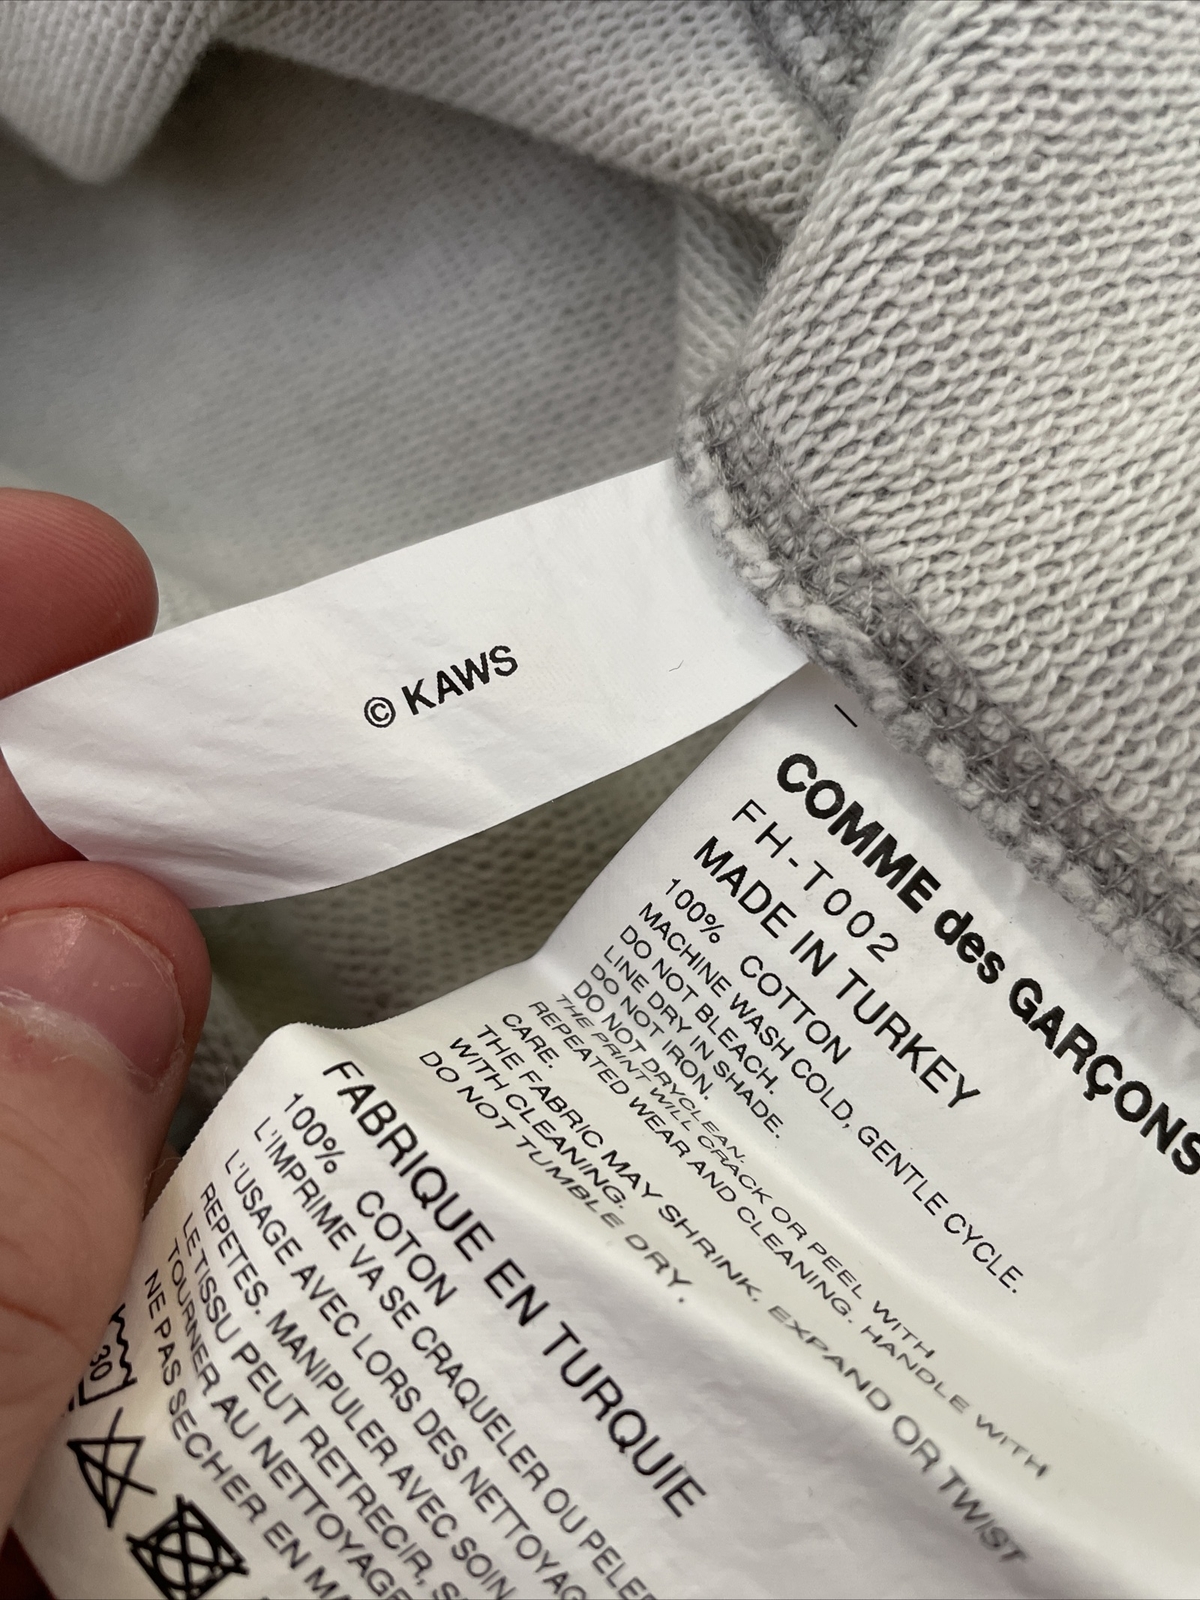 © KAWS
COMME des GARÇONS
FH-T002
MADE IN TURKEY
100% COTTON
MACHINE WASH COLD, GENTLE CYCLE.
DO NOT BLEACH.
LINE DRY IN SHADE.
DO NOT IRON.
DO NOT DRYCLEAN.
THE PRINT WILL CRACK OR PEEL WITH
REPEATED WEAR AND CLEANING. HANDLE WITH
CARE.
THE FABRIC MAY SHRINK, EXPAND OR TWIST
WITH CLEANING.
DO NOT TUMBLE DRY.
FABRIQUE EN TURQUIE
100% COTON
L'IMPRIME VA SE CRAQUELER OU PELER
L'USAGE AVEC LORS DES NETTOYAG
REPETES. MANIPULER AVEC SOIN
LE TISSU PEUT RETRECIR, S'
TOURNER AU NETTOYAGE
NE PAS SECHER EN MA
30